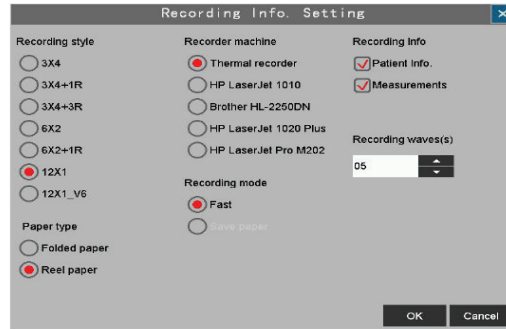 Recording Info. Setting
Recording style
3X4
3X4+1R
3X4+3R
6X2
6X2+1R
12X1
12X1_V6
Paper type
Folded paper
Reel paper
Recorder machine
Thermal recorder
HP LaserJet 1010
Brother HL-2250DN
HP LaserJet 1020 Plus
HP LaserJet Pro M202
Recording mode
Fast
Save paper
Recording Info
Patient Info.
Measurements
Recording waves(s)
05
OK Cancel